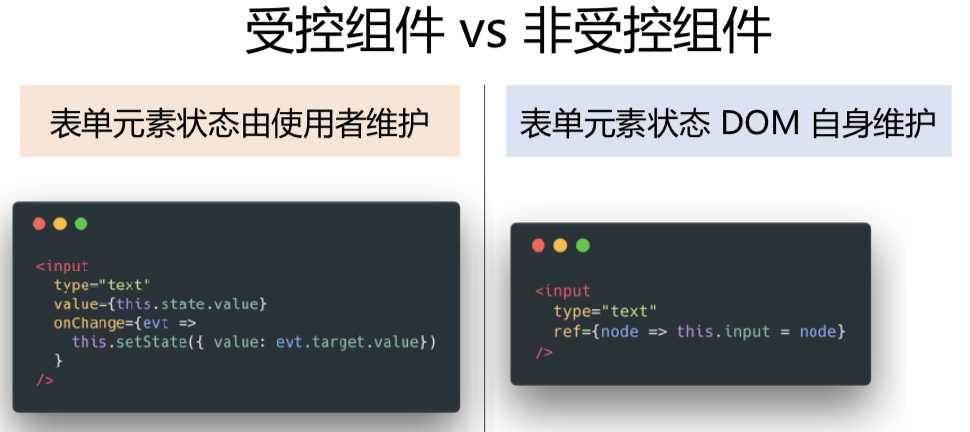 受控组件 vs 非受控组件
表单元素状态由使用者维护
<input
type="text"
value={this.state.value}
onChange={evt =>
this.setState({ value: evt.target.value})
}
/>
表单元素状态 DOM 自身维护
<input
type="text"
ref={node => this.input = node}
/>